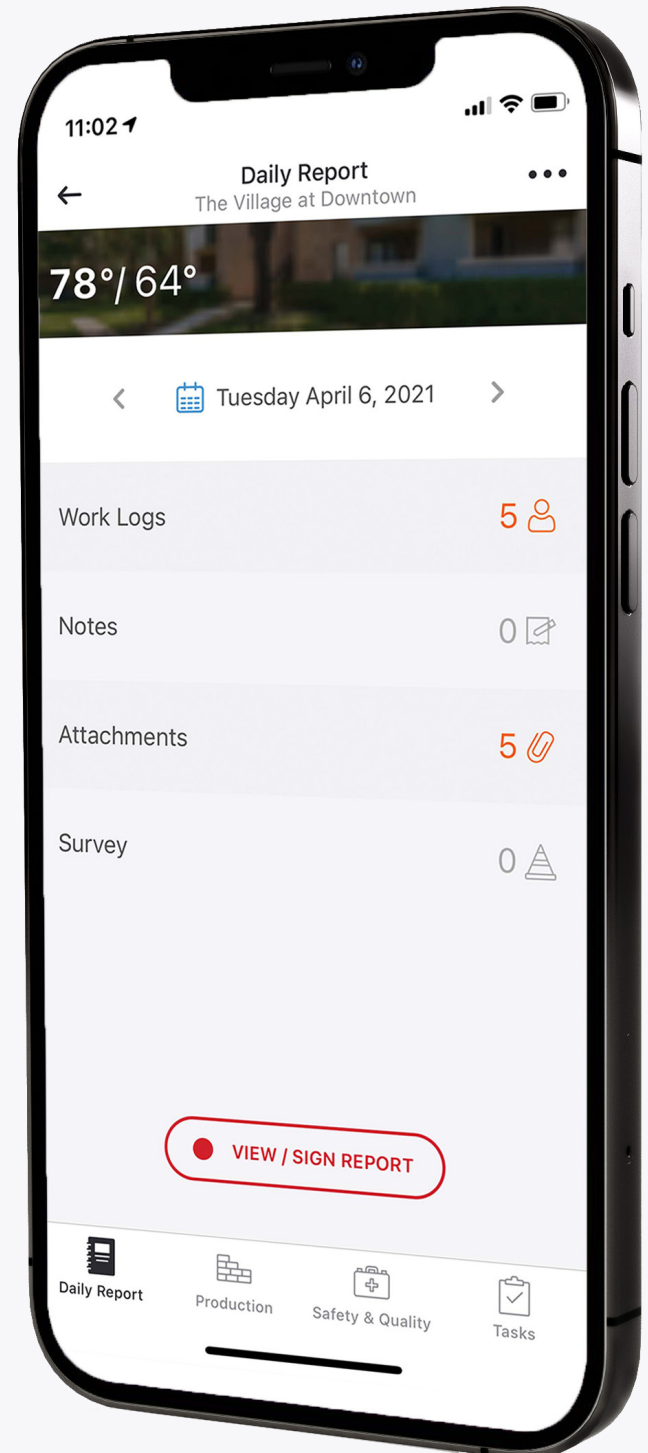 11:02
Daily Report
The Village at Downtown
78°/ 64°
Tuesday April 6, 2021
Work Logs
5
Notes
0
Attachments
5
Survey
0
VIEW / SIGN REPORT
Daily Report
Production
Safety & Quality
Tasks